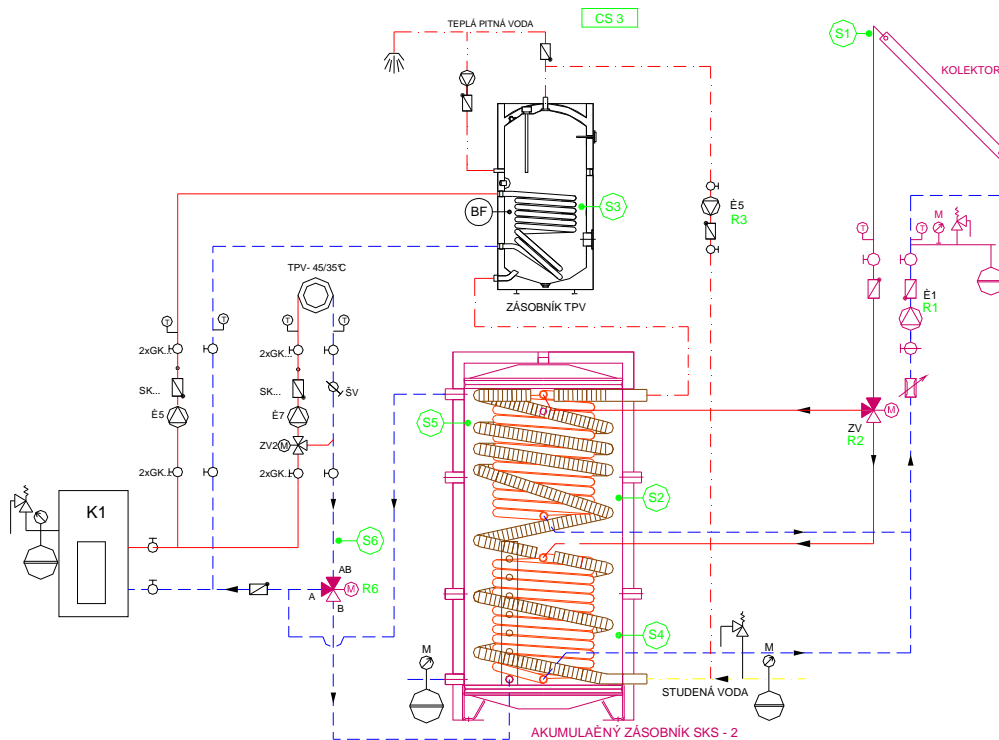 CS 3
TEPLÁ PITNÁ VODA
S1
KOLEKTOR
BF
S3
È5
R3
ZÁSOBNÍK TPV
TPV- 45/35°C
M
T
T
T
T
T
T
È1
R1
2xGK...
2xGK...
SK...
SK...
ŠV
È5
È7
ZV2
M
S5
M
ZV
R2
2xGK...
2xGK...
S2
K1
S6
AB
A
B
M
R6
S4
M
M
STUDENÁ VODA
AKUMULAÈNÝ ZÁSOBNÍK SKS - 2